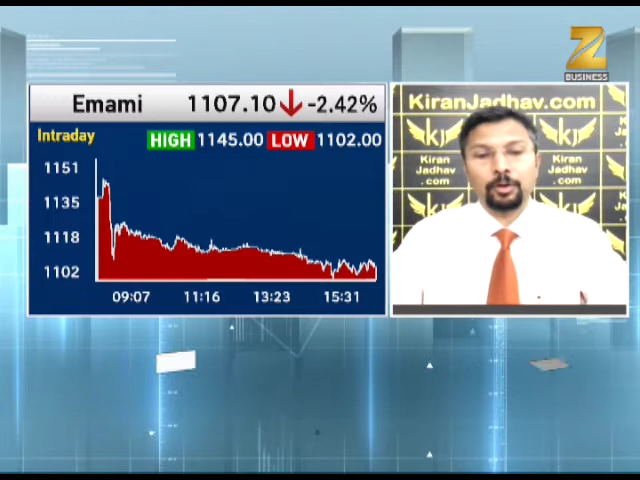 Z
BUSINESS
Emami 1107.10 -2.42%
Intraday HIGH 1145.00 LOW 1102.00
1151
1135
1118
1102
09:07 11:16 13:23 15:31
KiranJadhav.com
Kiran
Jadhav
.com
Kiran
Jadhav
.com